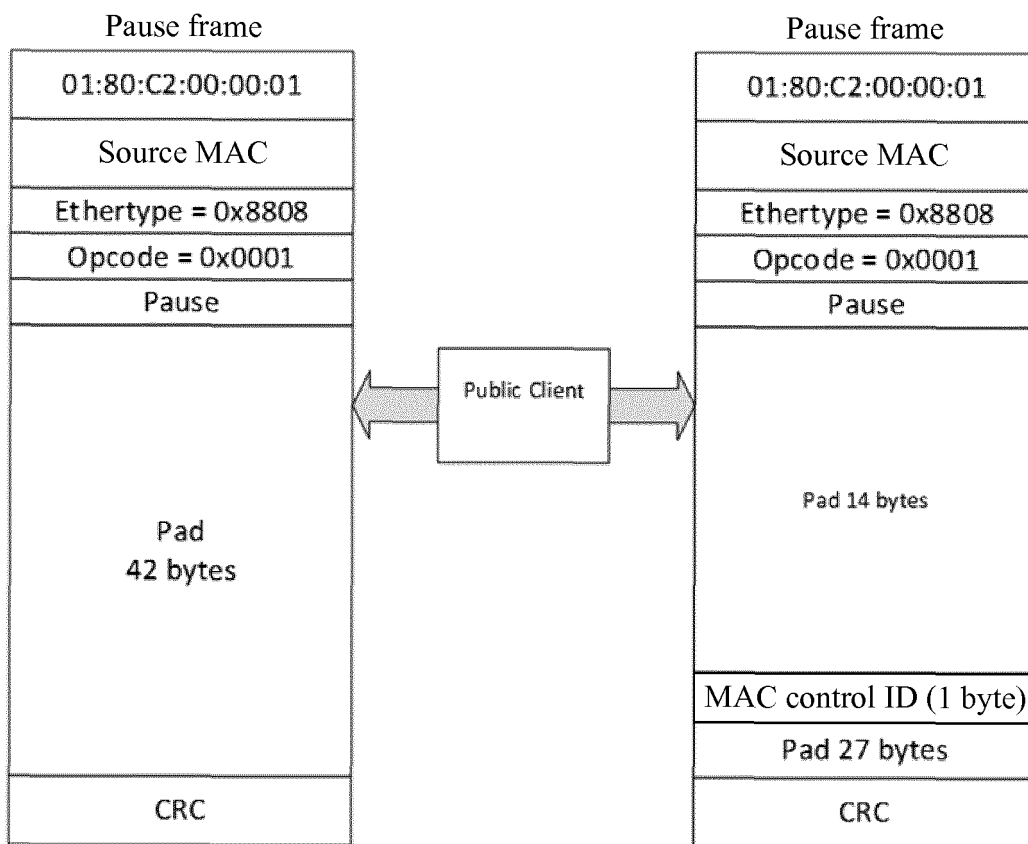 Pause frame
01:80:C2:00:00:01
Source MAC
Ethertype = 0x8808
Opcode = 0x0001
Pause
Pad
42 bytes
CRC
Public Client
Pause frame
01:80:C2:00:00:01
Source MAC
Ethertype = 0x8808
Opcode = 0x0001
Pause
Pad 14 bytes
MAC control ID (1 byte)
Pad 27 bytes
CRC